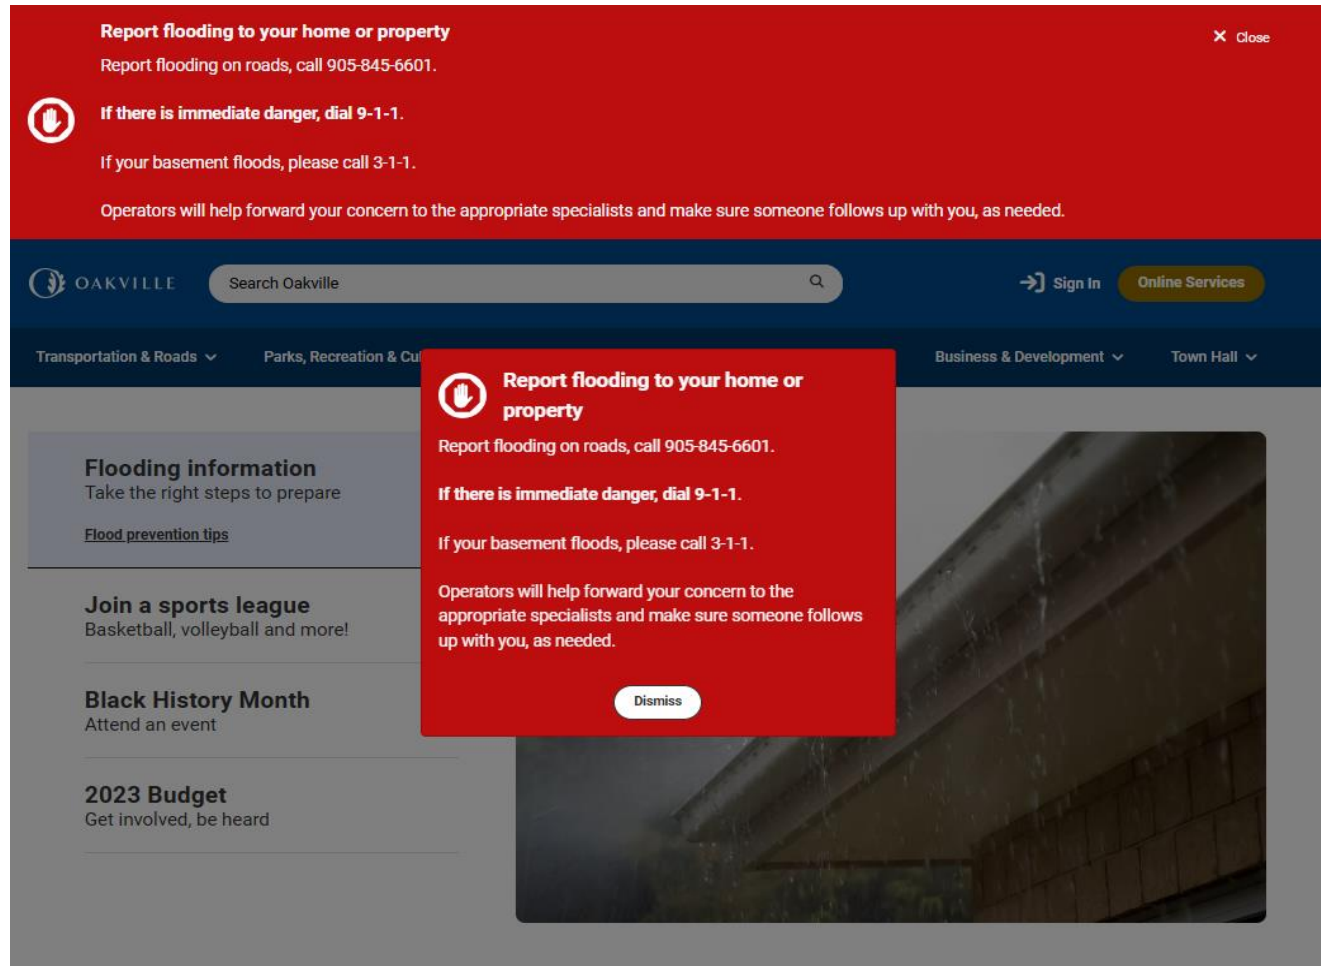 Report flooding to your home or property
Close
Report flooding on roads, call 905-845-6601.
If there is immediate danger, dial 9-1-1.
If your basement floods, please call 3-1-1.
Operators will help forward your concern to the appropriate specialists and make sure someone follows up with you, as needed.
OAKVILLE
Search Oakville
Sign In
Online Services
Transportation & Roads
Parks, Recreation & Cu
Business & Development
Town Hall
Report flooding to your home or
property
Report flooding on roads, call 905-845-6601.
If there is immediate danger, dial 9-1-1.
If your basement floods, please call 3-1-1.
Operators will help forward your concern to the
appropriate specialists and make sure someone follows
up with you, as needed.
Dismiss
Flooding information
Take the right steps to prepare
Flood prevention tips
Join a sports league
Basketball, volleyball and more!
Black History Month
Attend an event
2023 Budget
Get involved, be heard